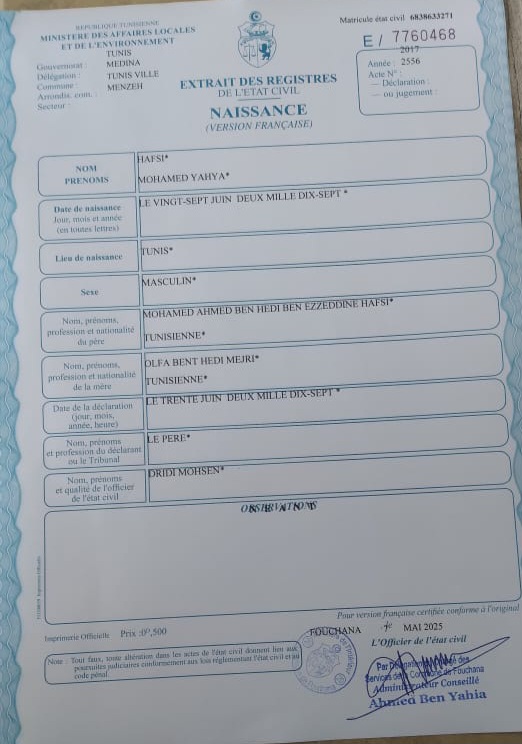 REPUBLIQUE TUNISIENNE
MINISTERE DES AFFAIRES LOCALES
ET DE L'ENVIRONNEMENT
TUNIS
Gouvernorat : MEDINA
Délégation : TUNIS VILLE
Commune : MENZEH
Arrondis. com. :
Secteur :
Matricule état civil 6838633271
E / 7760468
2017
Année : 2556
Acte N° :
— Déclaration :
— ou jugement :
EXTRAIT DES REGISTRES
DE L'ETAT CIVIL
NAISSANCE
(VERSION FRANÇAISE)
NOM
PRENOMS
HAFSI*
MOHAMED YAHYA*
Date de naissance
Jour, mois et année
(en toutes lettres)
LE VINGT-SEPT JUIN DEUX MILLE DIX-SEPT *
Lieu de naissance
TUNIS*
Sexe
MASCULIN*
Nom, prénoms,
profession et nationalité
du père
MOHAMED AHMED BEN HEDI BEN EZZEDDINE HAFSI*
TUNISIENNE*
Nom, prénoms,
profession et nationalité
de la mère
OLFA BENT HEDI MEJRI*
TUNISIENNE*
Date de la déclaration
(jour, mois,
année, heure)
LE TRENTE JUIN DEUX MILLE DIX-SEPT *
Nom, prénoms
et profession du déclarant
ou le Tribunal
LE PERE*
Nom, prénoms
et qualité de l'officier
de l'état civil
DRIDI MOHSEN*
OBSERVATIONS
N E A N T
Pour version française certifiée conforme à l'original
Imprimerie Officielle Prix :0ᴰ,500
FOUCHANA MAI 2025
L'Officier de l'état civil
Note : Tout faux, toute altération dans les actes de l'état civil donnent lieu aux
poursuites judiciaires conformément aux lois réglementant l'état civil et au
code pénal.
Services de la Commune de Fouchana
Administrateur Conseillé
Ahmed Ben Yahia